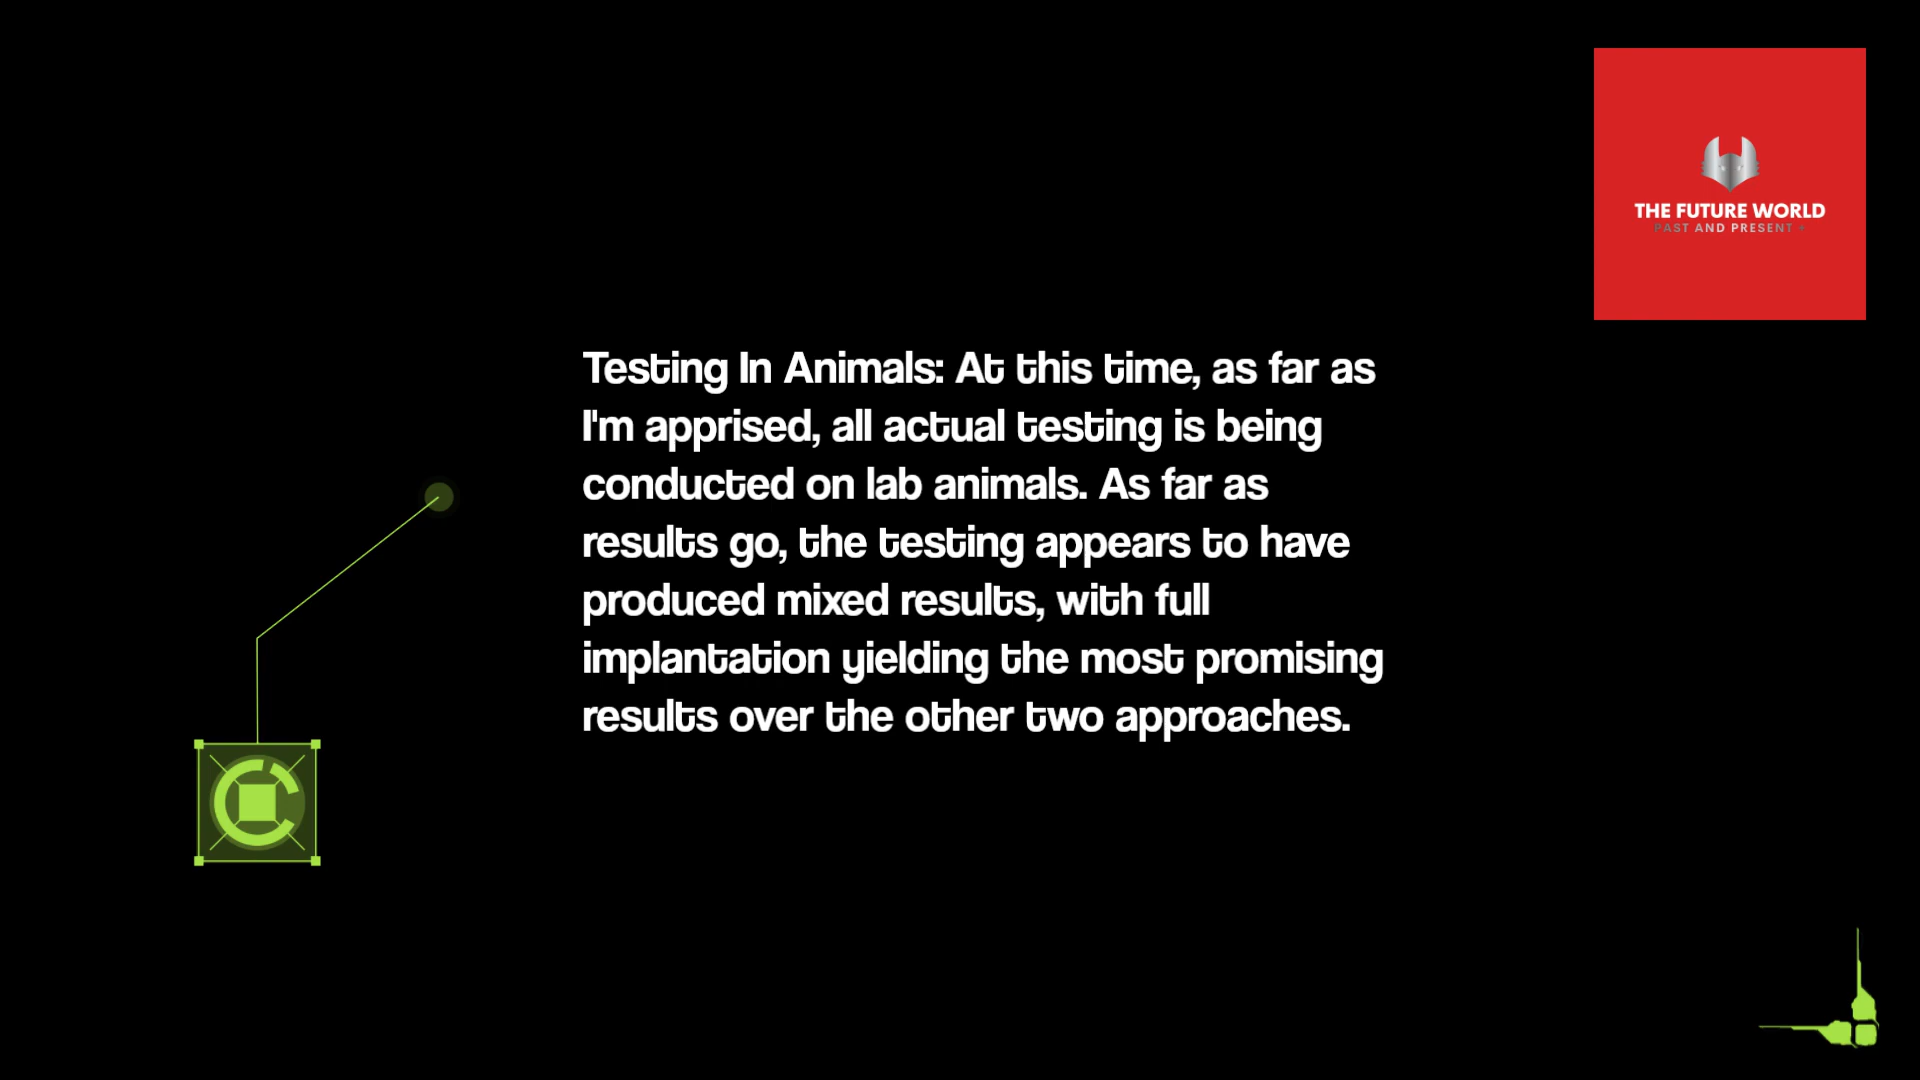 THE FUTURE WORLD
PAST AND PRESENT +
Testing In Animals: At this time, as far as
I'm apprised, all actual testing is being
conducted on lab animals. As far as
results go, the testing appears to have
produced mixed results, with full
implantation yielding the most promising
results over the other two approaches.